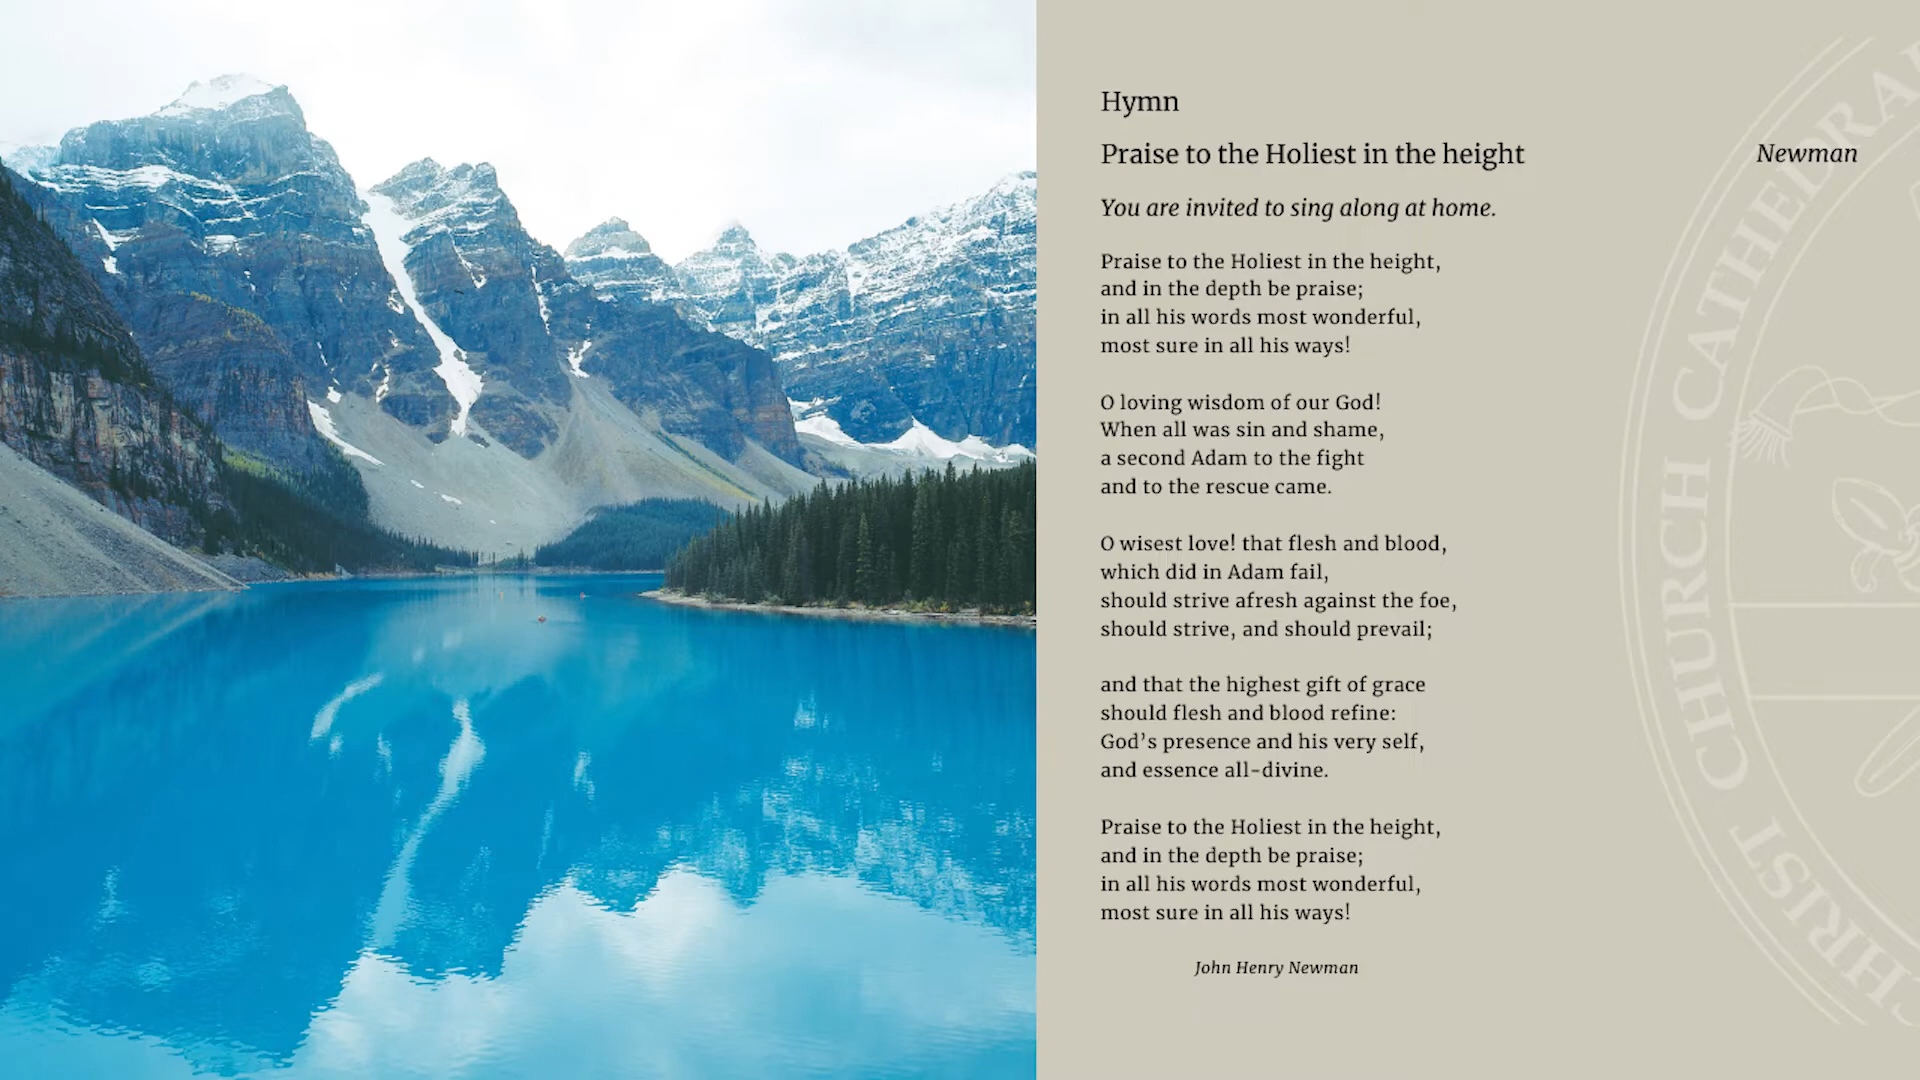 Hymn
Praise to the Holiest in the height Newman
You are invited to sing along at home.
Praise to the Holiest in the height,
and in the depth be praise;
in all his words most wonderful,
most sure in all his ways!
O loving wisdom of our God!
When all was sin and shame,
a second Adam to the fight
and to the rescue came.
O wisest love! that flesh and blood,
which did in Adam fail,
should strive afresh against the foe,
should strive, and should prevail;
and that the highest gift of grace
should flesh and blood refine:
God’s presence and his very self,
and essence all-divine.
Praise to the Holiest in the height,
and in the depth be praise;
in all his words most wonderful,
most sure in all his ways!
John Henry Newman
CHRIST CHURCH CATHEDRA